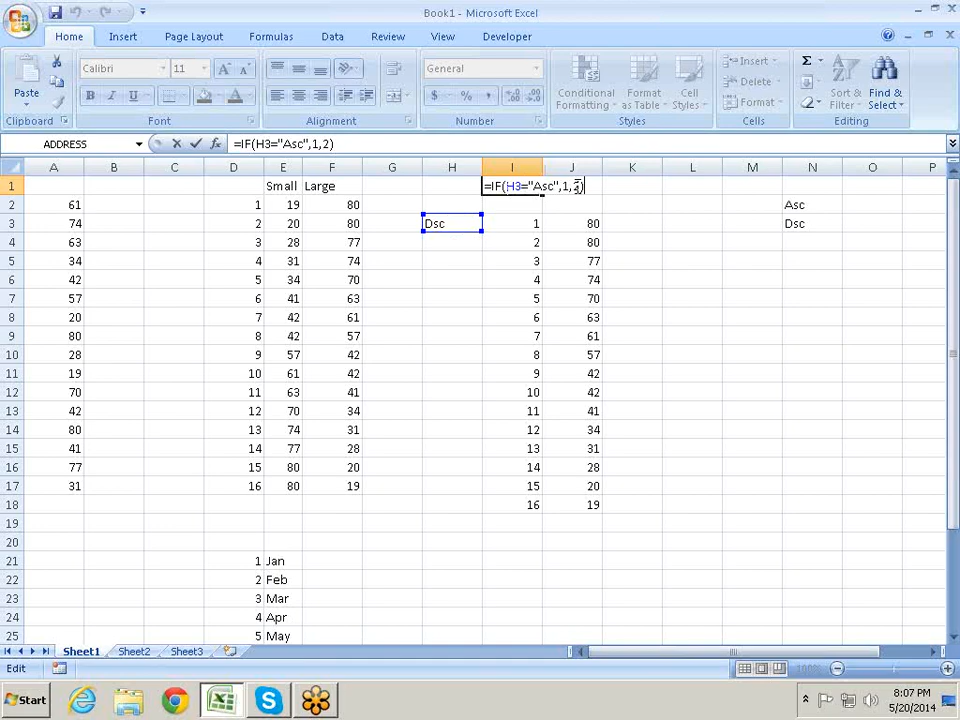 Book1 - Microsoft Excel
Home Insert Page Layout Formulas Data Review View Developer
Paste
Calibri 11 A A
B I U A
General
$ % ,
Conditional Formatting
Format as Table
Cell Styles
Insert
Delete
Format
Σ
Sort & Filter
Find & Select
Clipboard Font Alignment Number Styles Cells Editing
ADDRESS fx =IF(H3="Asc",1,2)
A B C D E F G H I J K L M N O P
1 Small Large =IF(H3="Asc",1,2)
2 61 1 19 80 Asc
3 74 2 20 80 Dsc 1 80 Dsc
4 63 3 28 77 2 80
5 34 4 31 74 3 77
6 42 5 34 70 4 74
7 57 6 41 63 5 70
8 20 7 42 61 6 63
9 80 8 42 57 7 61
10 28 9 57 42 8 57
11 19 10 61 42 9 42
12 70 11 63 41 10 42
13 42 12 70 34 11 41
14 80 13 74 31 12 34
15 41 14 77 28 13 31
16 77 15 80 20 14 28
17 31 16 80 19 15 20
18 16 19
19
20
21 1 Jan
22 2 Feb
23 3 Mar
24 4 Apr
25 5 May
Sheet1 Sheet2 Sheet3
Edit 100%
Start
8:07 PM
5/20/2014